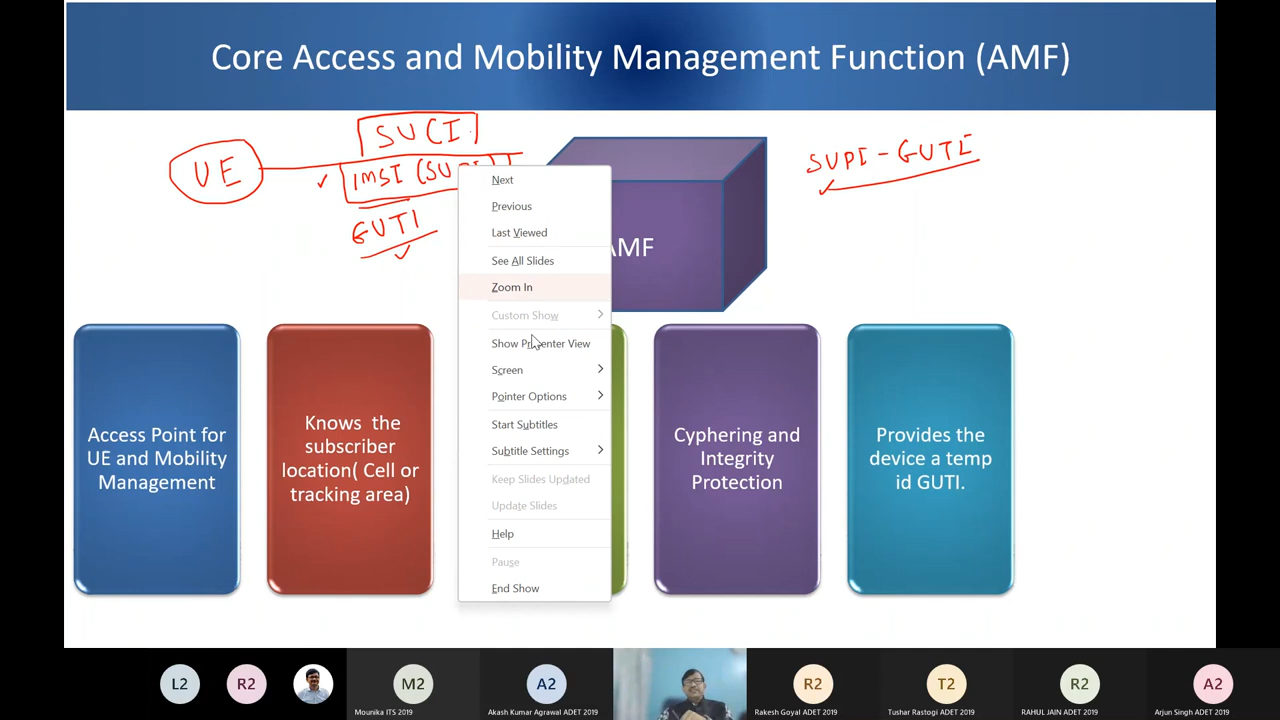 Core Access and Mobility Management Function (AMF)
SUCI
UE
IMSI (SUPI)
GUTI
SUPI - GUTI
AMF
Next
Previous
Last Viewed
See All Slides
Zoom In
Custom Show
Show Presenter View
Screen
Pointer Options
Start Subtitles
Subtitle Settings
Keep Slides Updated
Update Slides
Help
Pause
End Show
Access Point for
UE and Mobility
Management
Knows the
subscriber
location( Cell or
tracking area)
Cyphering and
Integrity
Protection
Provides the
device a temp
id GUTI.
L2
R2
M2
A2
R2
T2
R2
A2
Mounika ITS 2019
Akash Kumar Agrawal ADET 2019
Rakesh Goyal ADET 2019
Tushar Rastogi ADET 2019
RAHUL JAIN ADET 2019
Arjun Singh ADET 2019